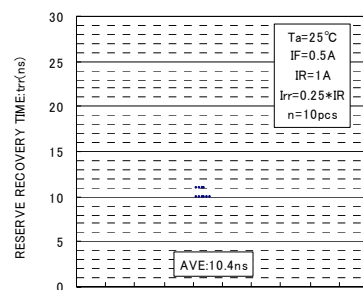 RESERVE RECOVERY TIME:trr(ns)
30
25
20
15
10
5
0
Ta=25℃
IF=0.5A
IR=1A
Irr=0.25*IR
n=10pcs
AVE:10.4ns